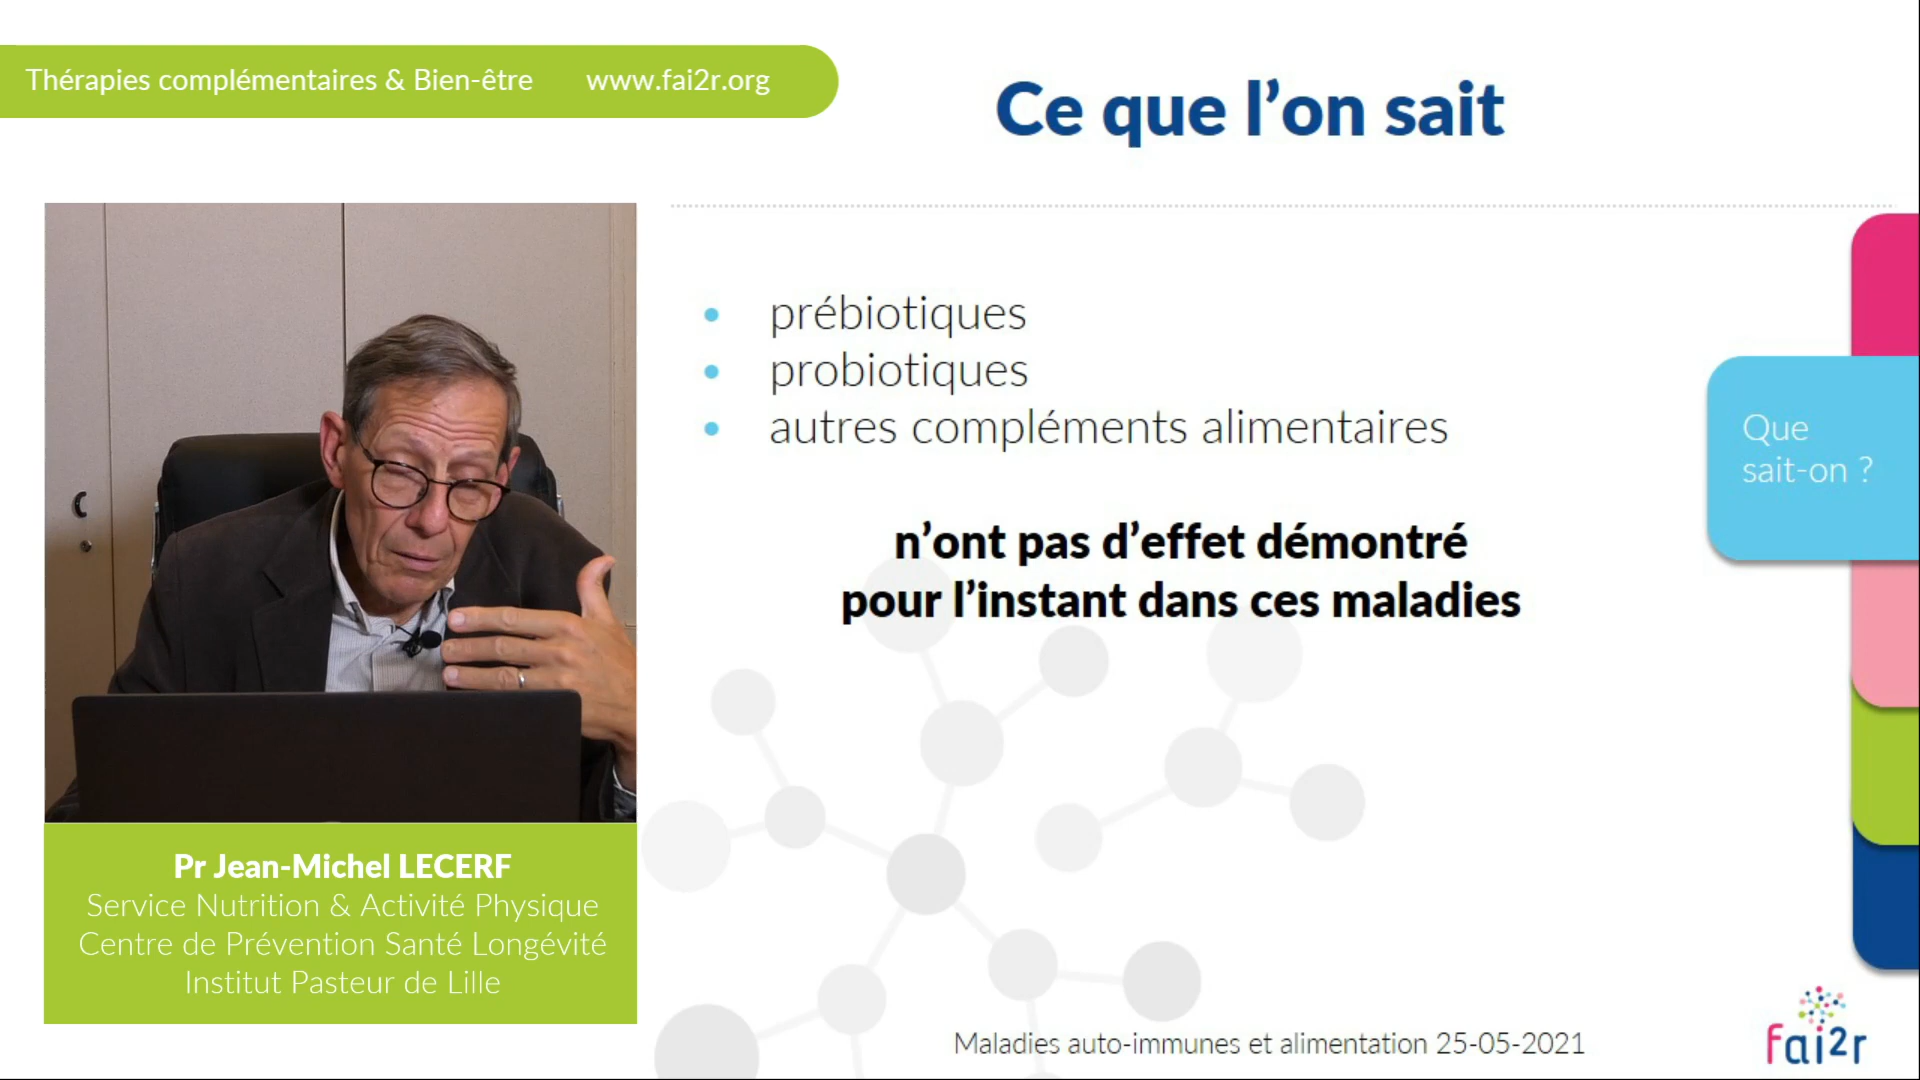 Thérapies complémentaires & Bien-être www.fai2r.org
Ce que l’on sait
• prébiotiques
• probiotiques
• autres compléments alimentaires
n’ont pas d’effet démontré
pour l’instant dans ces maladies
Que
sait-on ?
Pr Jean-Michel LECERF
Service Nutrition & Activité Physique
Centre de Prévention Santé Longévité
Institut Pasteur de Lille
Maladies auto-immunes et alimentation 25-05-2021
fai2r